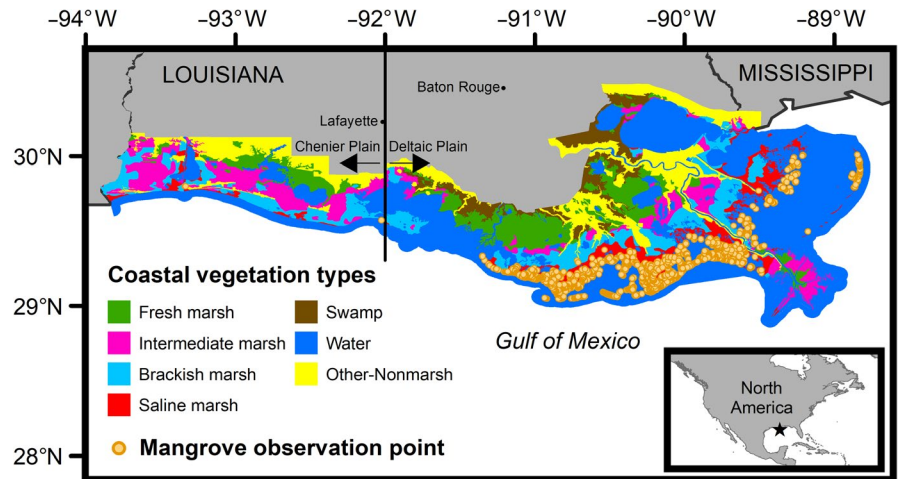 −94°W −93°W −92°W −91°W −90°W −89°W
LOUISIANA
MISSISSIPPI
Baton Rouge
Lafayette
Chenier Plain Deltaic Plain
30°N
29°N
28°N
Coastal vegetation types
Fresh marsh
Intermediate marsh
Brackish marsh
Saline marsh
Swamp
Water
Other-Nonmarsh
Mangrove observation point
Gulf of Mexico
North
America